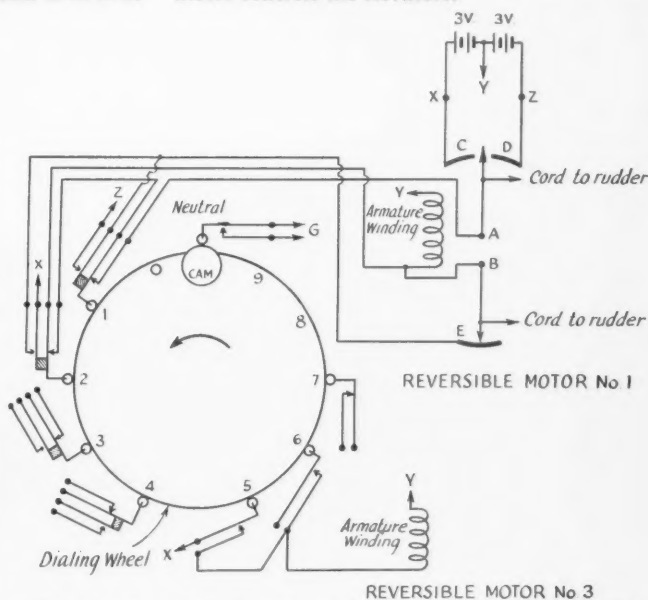 3V. 3V.
Y
X Z
C D
Cord to rudder
Z Neutral Y Armature Winding A
X G
CAM B
9
1 8 E Cord to rudder
2 7 REVERSIBLE MOTOR No. 1
3 6
4 5 Y
Dialing Wheel X Armature Winding
REVERSIBLE MOTOR No. 3